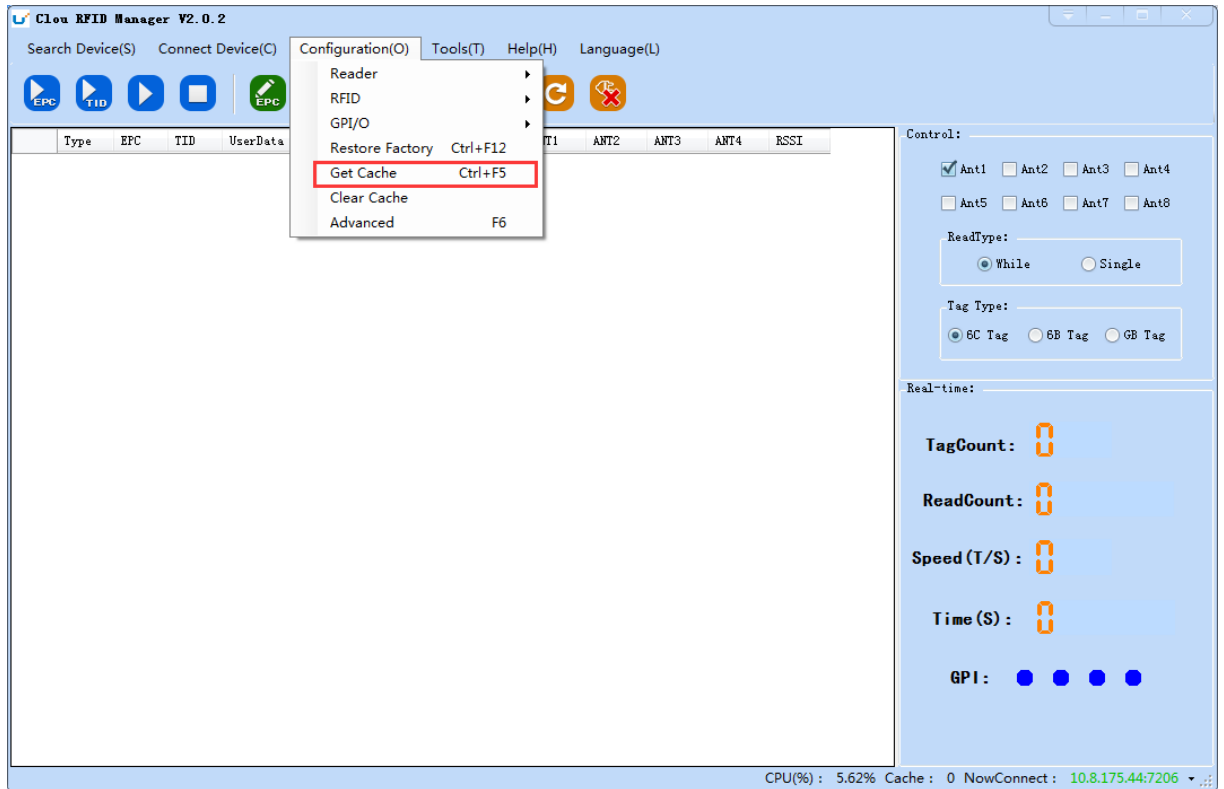 Clou RFID Manager V2.0.2
Search Device(S) Connect Device(C) Configuration(O) Tools(T) Help(H) Language(L)
EPC TID EPC
Reader
RFID
GPI/O
Restore Factory Ctrl+F12
Get Cache Ctrl+F5
Clear Cache
Advanced F6
Type EPC TID UserData ANT2 ANT3 ANT4 RSSI
Control:
Ant1 Ant2 Ant3 Ant4
Ant5 Ant6 Ant7 Ant8
ReadType:
While Single
Tag Type:
6C Tag 6B Tag GB Tag
Real-time:
TagCount: 0
ReadCount: 0
Speed(T/S): 0
Time(S): 0
GPI:
CPU(%) : 5.62% Cache : 0 NowConnect : 10.8.175.44:7206